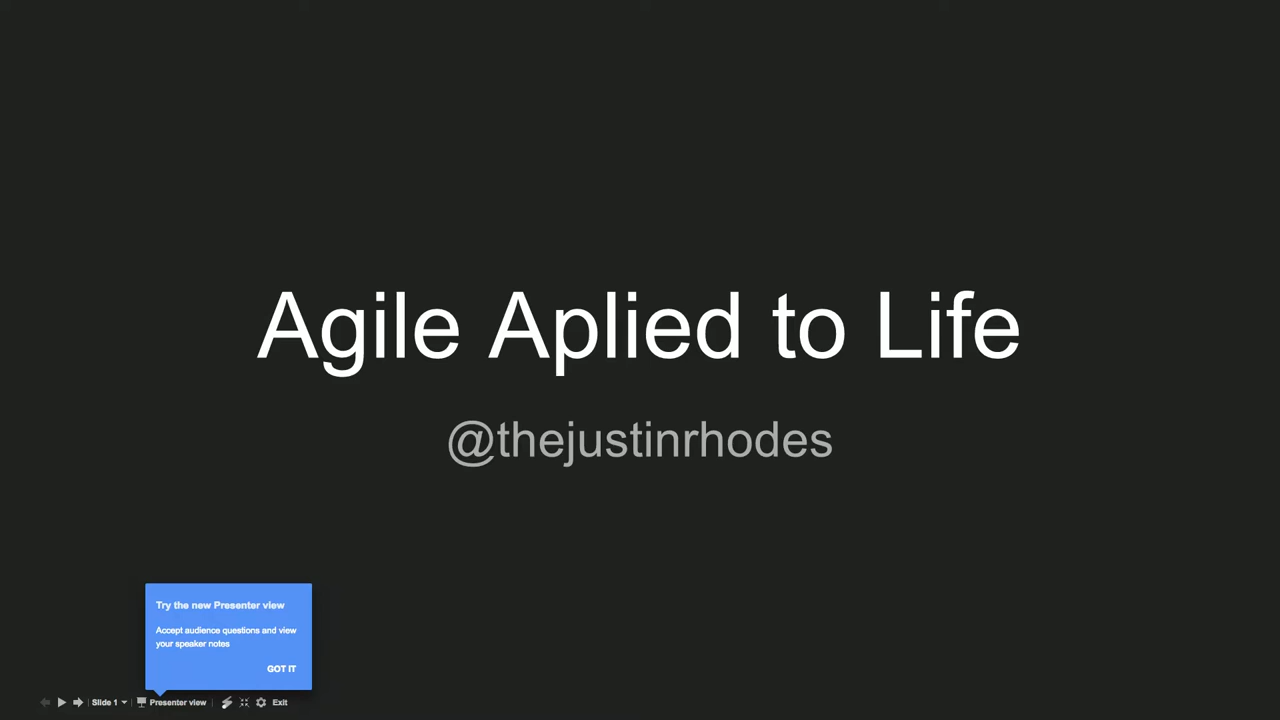 Agile Aplied to Life
@thejustinrhodes
Try the new Presenter view
Accept audience questions and view
your speaker notes
GOT IT
Slide 1
Presenter view
Exit